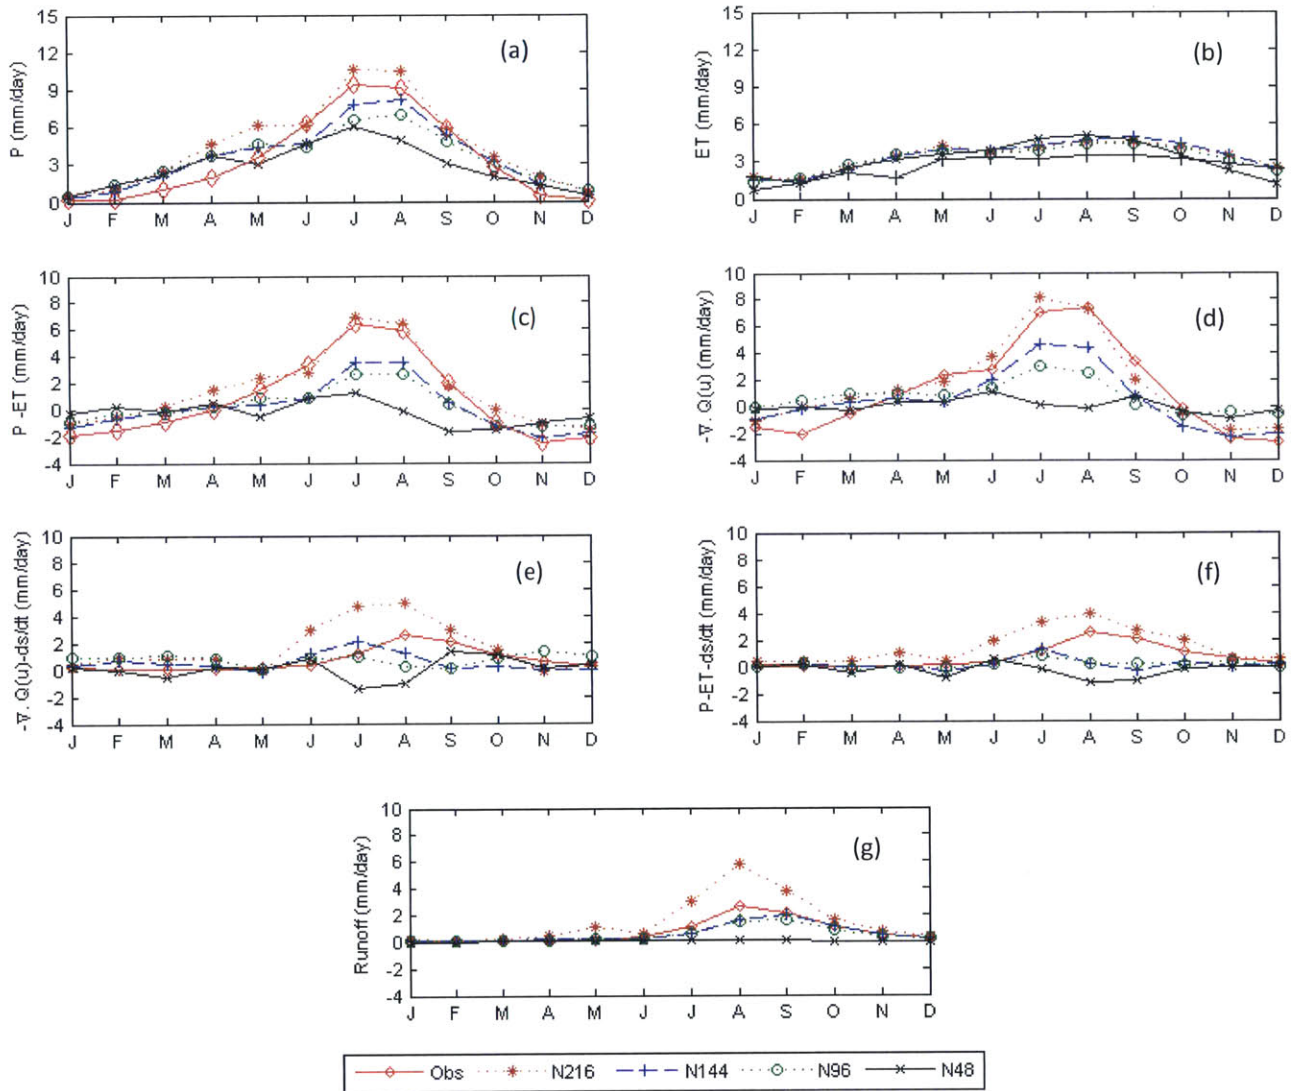 15
12
9
6
3
0
P (mm/day)
(a)
J F M A M J J A S O N D
15
12
9
6
3
0
ET (mm/day)
(b)
J F M A M J J A S O N D
10
8
6
4
2
0
-2
-4
P -ET (mm/day)
(c)
J F M A M J J A S O N D
10
8
6
4
2
0
-2
-4
-∇. Q(u) (mm/day)
(d)
J F M A M J J A S O N D
10
8
6
4
2
0
-2
-4
-∇. Q(u)-ds/dt (mm/day)
(e)
J F M A M J J A S O N D
10
8
6
4
2
0
-2
-4
P-ET-ds/dt (mm/day)
(f)
J F M A M J J A S O N D
10
8
6
4
2
0
-2
-4
Runoff (mm/day)
(g)
J F M A M J J A S O N D
Obs N216 N144 N96 N48